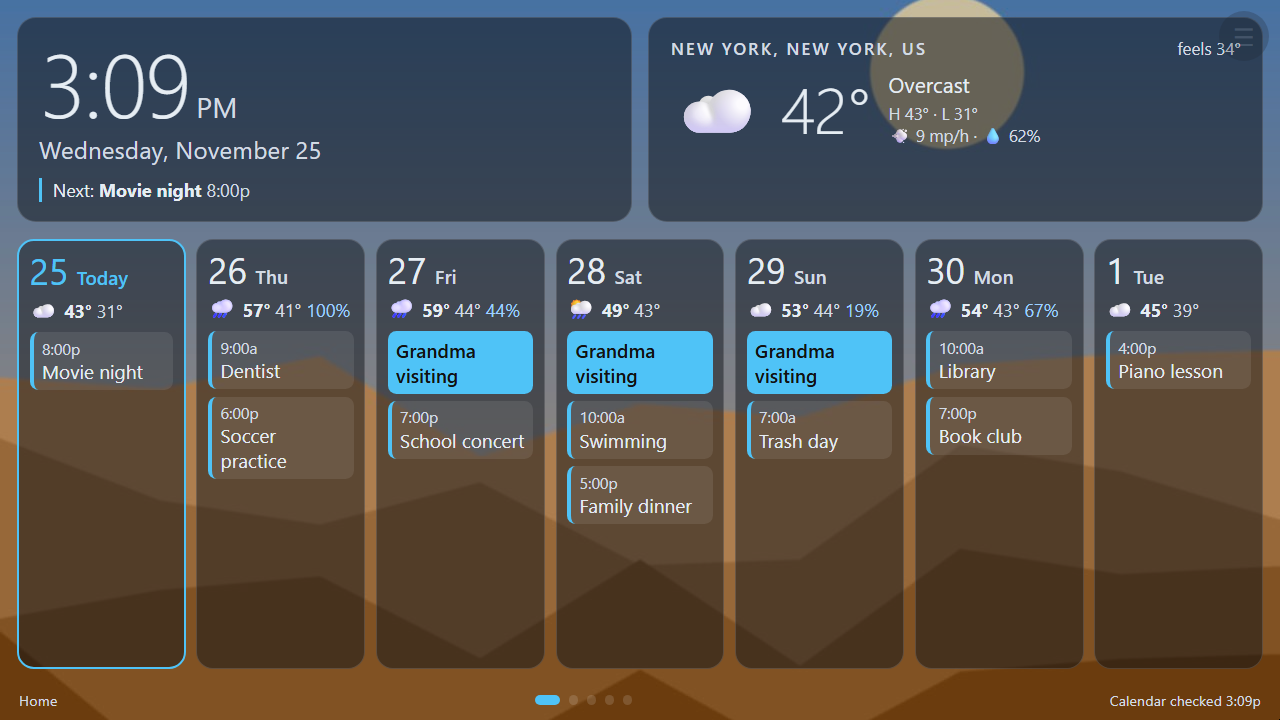 3:09 PM
Wednesday, November 25
Next: Movie night 8:00p
NEW YORK, NEW YORK, US
feels 34°
42°
Overcast
H 43° · L 31°
9 mp/h · 62%
25 Today
43° 31°
8:00p
Movie night
26 Thu
57° 41° 100%
9:00a
Dentist
6:00p
Soccer
practice
27 Fri
59° 44° 44%
Grandma
visiting
7:00p
School concert
28 Sat
49° 43°
Grandma
visiting
10:00a
Swimming
5:00p
Family dinner
29 Sun
53° 44° 19%
Grandma
visiting
7:00a
Trash day
30 Mon
54° 43° 67%
10:00a
Library
7:00p
Book club
1 Tue
45° 39°
4:00p
Piano lesson
Home
Calendar checked 3:09p